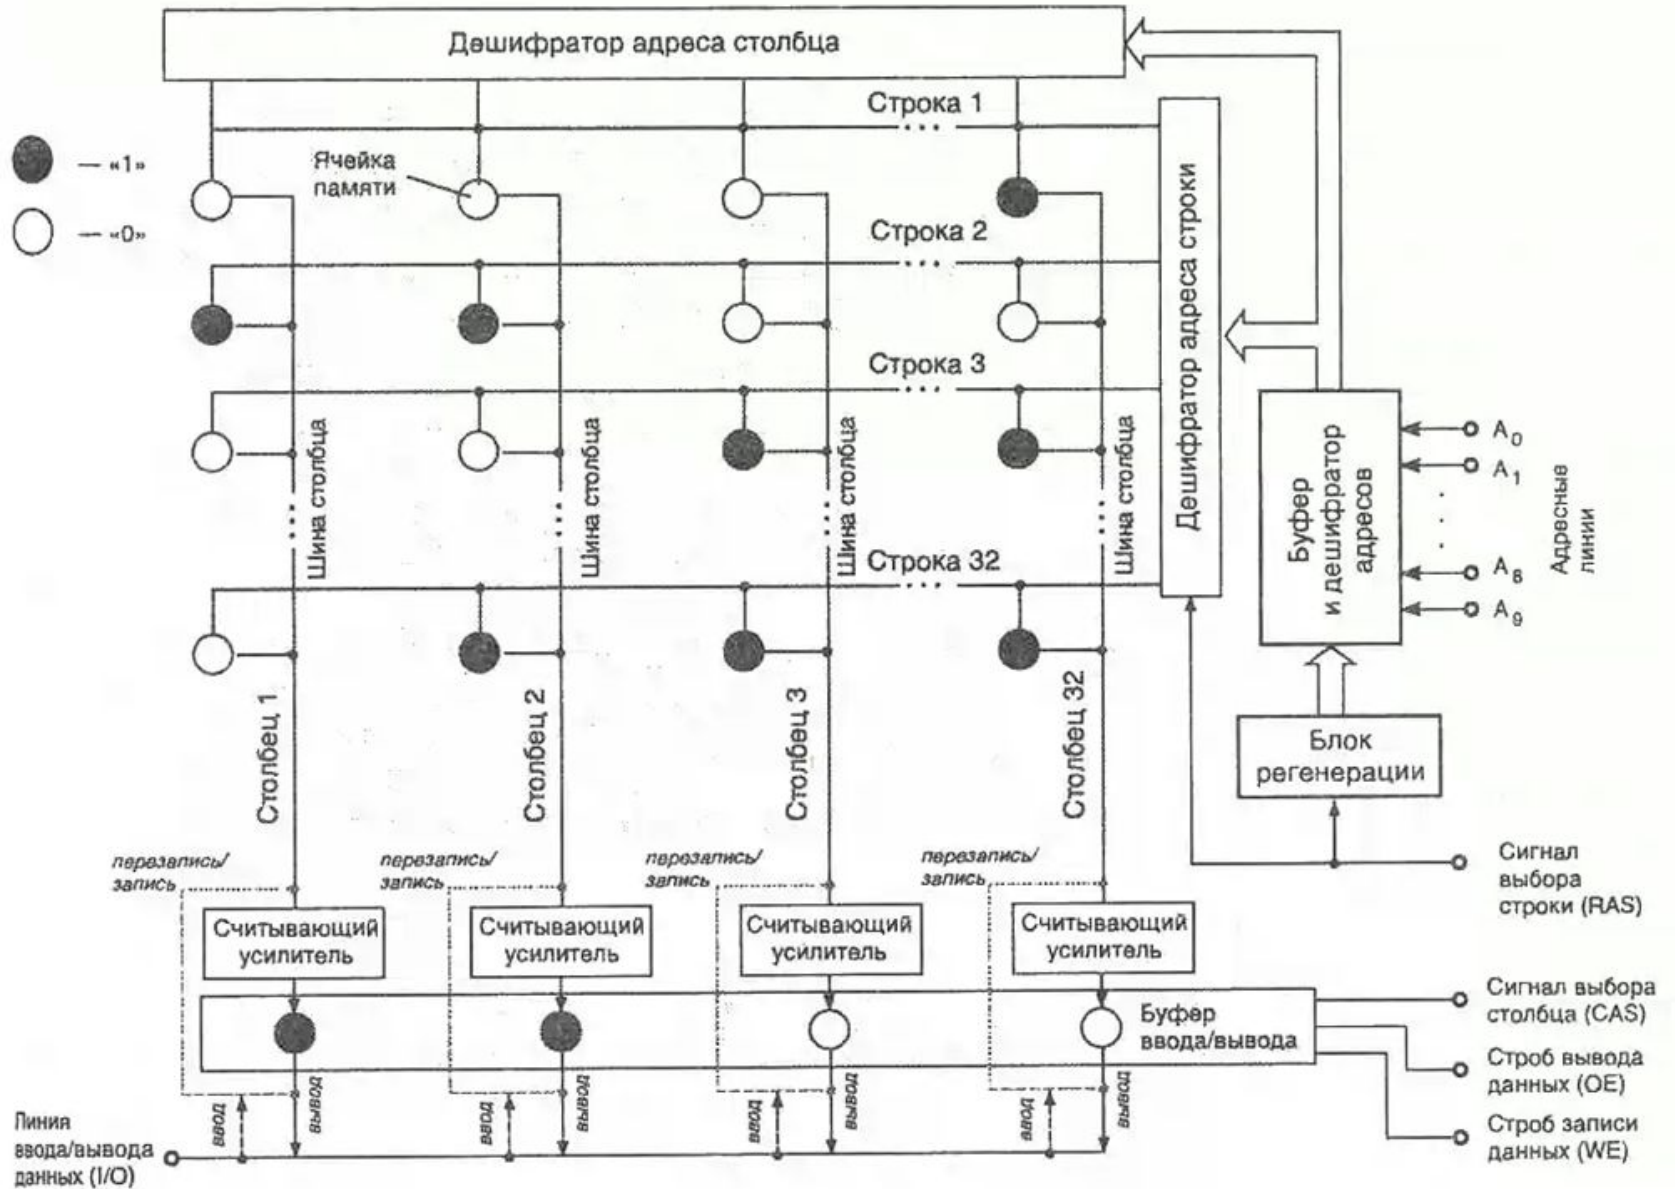 Дешифратор адреса столбца
Строка 1
— «1»
Ячейка
памяти
— «0»
Строка 2
Строка 3
Строка 32
Шина столбца
Шина столбца
Шина столбца
Шина столбца
Дешифратор адреса строки
Буфер
и дешифратор
адресов
A0
A1
A8
A9
Адресные
линии
Столбец 1
Столбец 2
Столбец 3
Столбец 32
Блок
регенерации
перезапись/
запись
перезапись/
запись
перезапись/
запись
перезапись/
запись
Сигнал
выбора
строки (RAS)
Считывающий
усилитель
Считывающий
усилитель
Считывающий
усилитель
Считывающий
усилитель
Буфер
ввода/вывода
Сигнал выбора
столбца (CAS)
Строб вывода
данных (OE)
Строб записи
данных (WE)
ввод
вывод
ввод
вывод
ввод
вывод
ввод
вывод
Линия
ввода/вывода
данных (I/O)